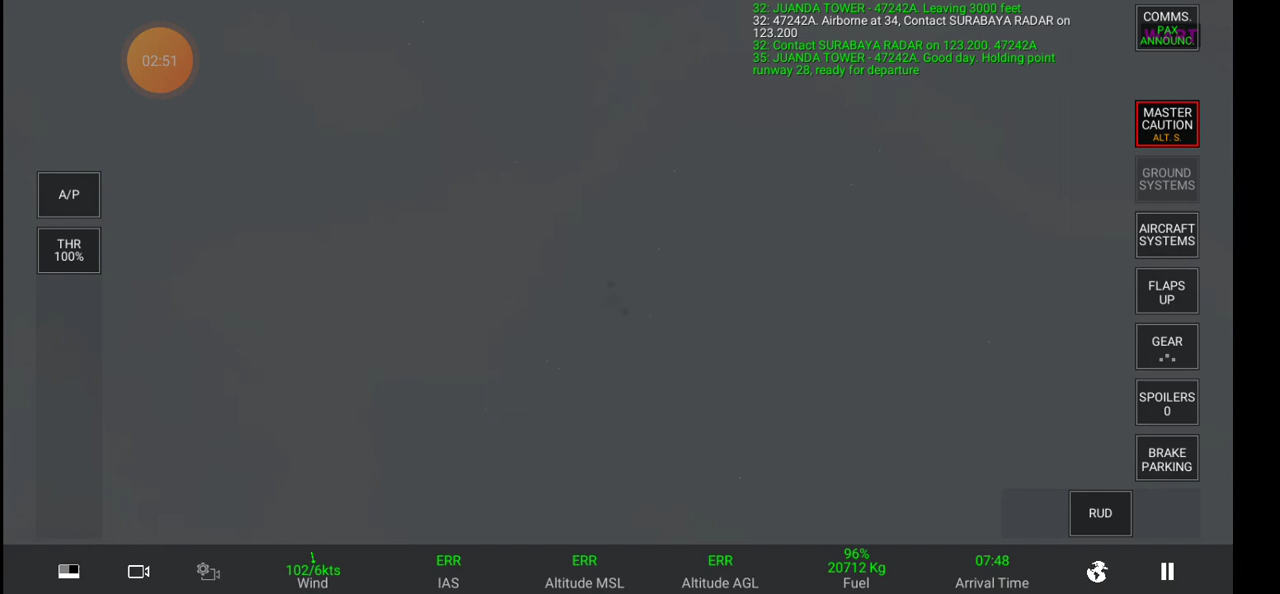 32: JUANDA TOWER - 47242A. Leaving 3000 feet
32: 47242A. Airborne at 34, Contact SURABAYA RADAR on
123.200
32: Contact SURABAYA RADAR on 123.200. 47242A
35: JUANDA TOWER - 47242A. Good day. Holding point
runway 28, ready for departure
COMMS.
PAX
ANNOUNC.
02:51
MASTER
CAUTION
ALT. S.
GROUND
SYSTEMS
A/P
AIRCRAFT
SYSTEMS
THR
100%
FLAPS
UP
GEAR
SPOILERS
0
BRAKE
PARKING
RUD
102/6kts
Wind
ERR
IAS
ERR
Altitude MSL
ERR
Altitude AGL
96%
20712 Kg
Fuel
07:48
Arrival Time